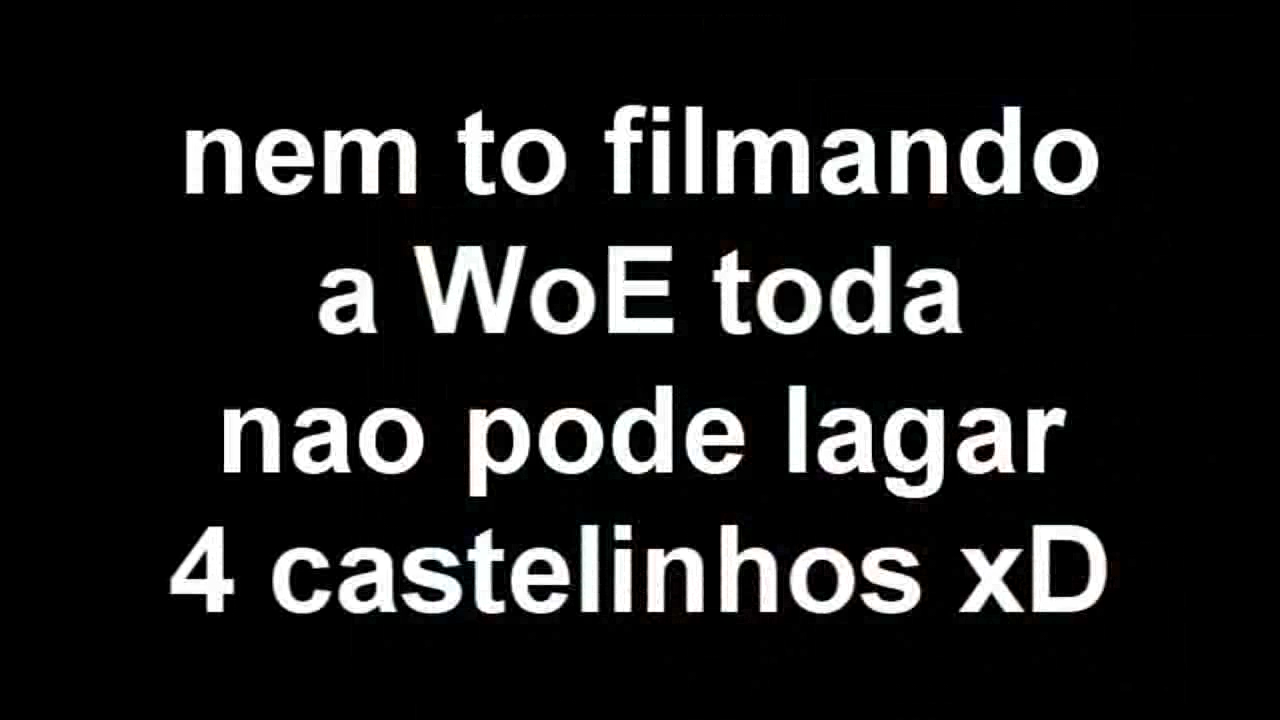 nem to filmando
a WoE toda
nao pode lagar
4 castelinhos xD